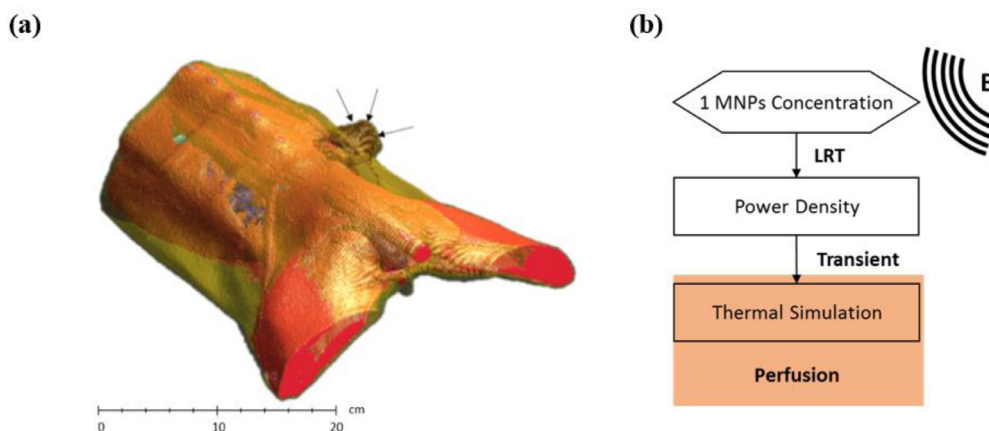 (a)
(b)
1 MNPs Concentration
B
LRT
Power Density
Transient
Thermal Simulation
Perfusion
cm
0 10 20